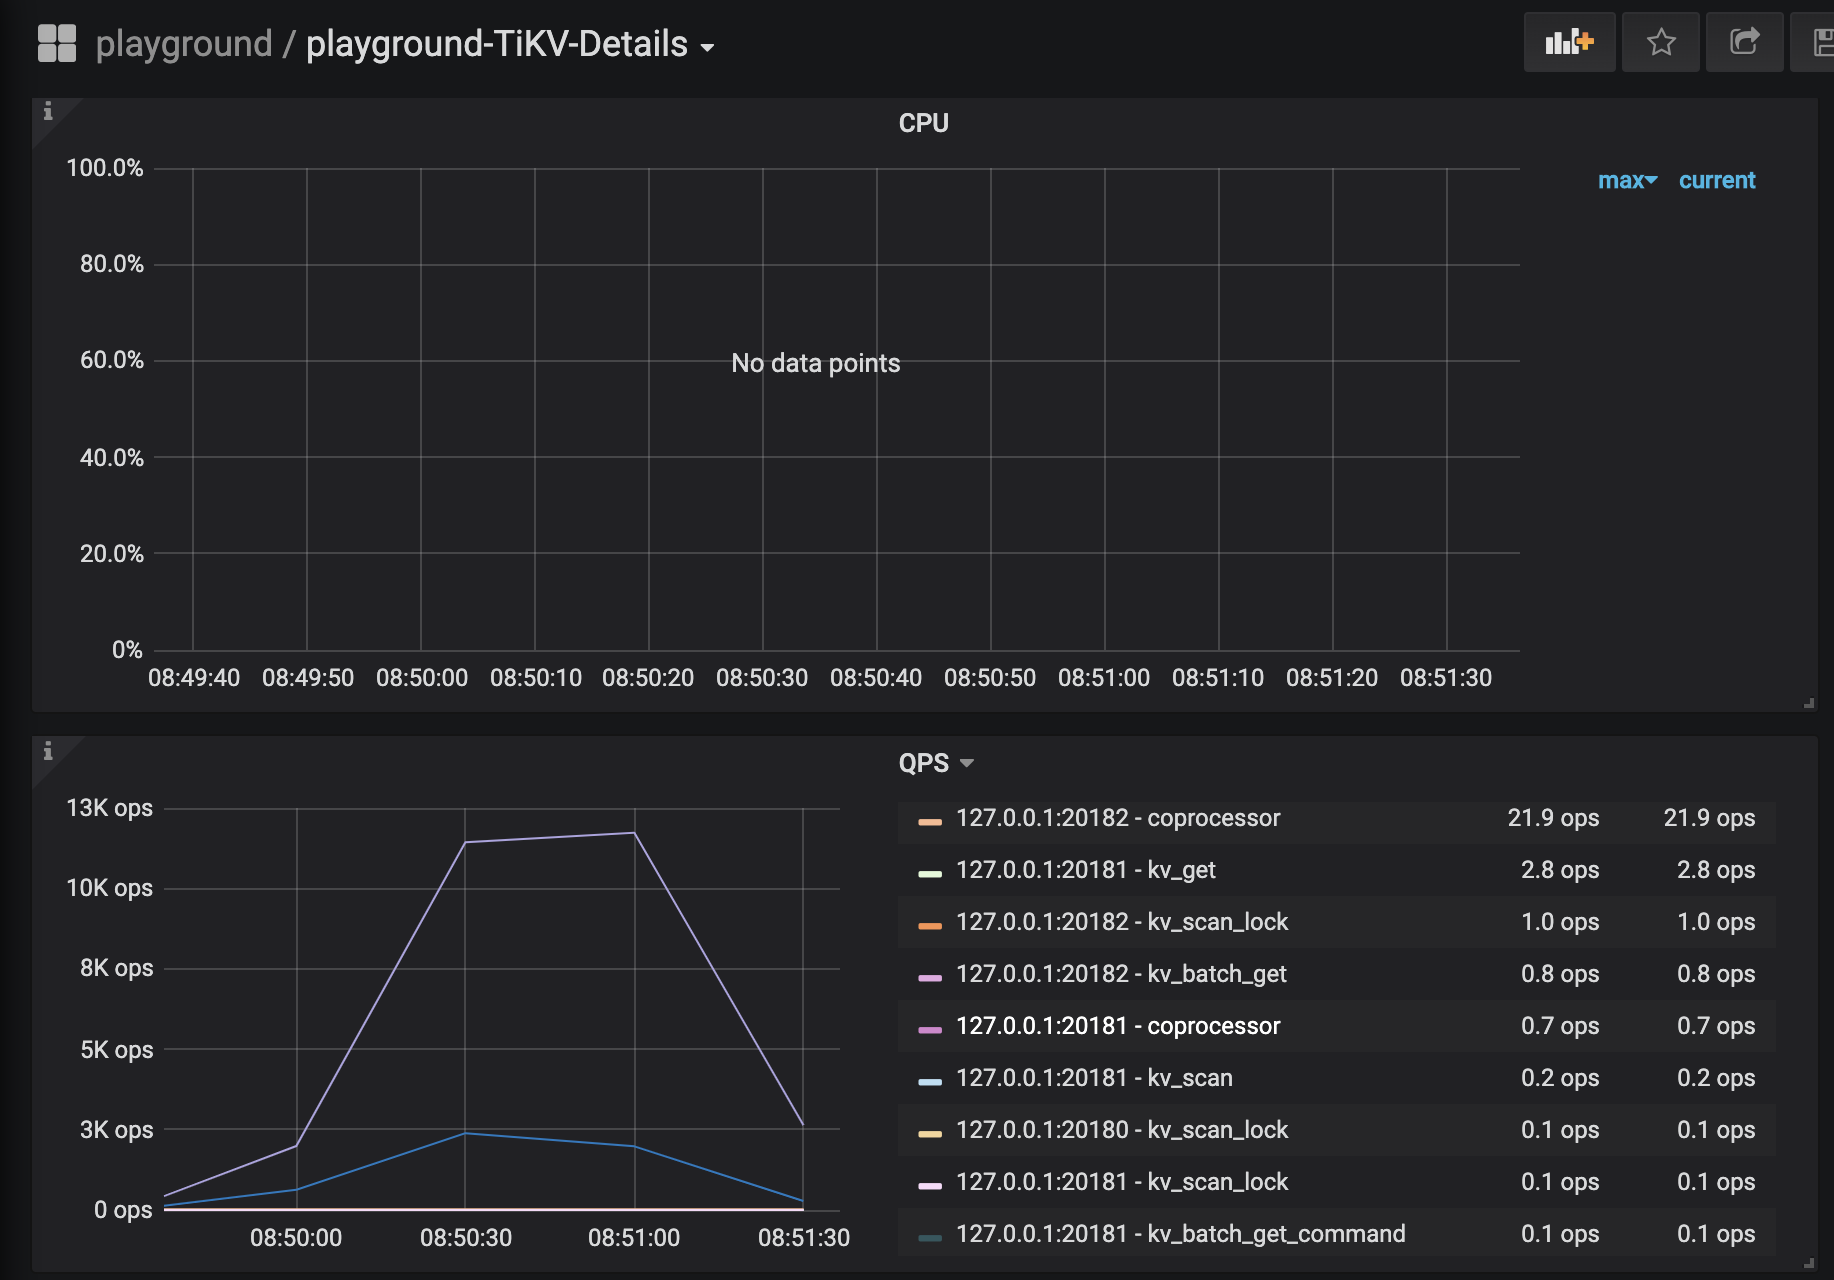 playground / playground-TiKV-Details
CPU
max current
100.0%
80.0%
60.0%
40.0%
20.0%
0%
No data points
08:49:40 08:49:50 08:50:00 08:50:10 08:50:20 08:50:30 08:50:40 08:50:50 08:51:00 08:51:10 08:51:20 08:51:30
QPS
13K ops
10K ops
8K ops
5K ops
3K ops
0 ops
08:50:00 08:50:30 08:51:00 08:51:30
127.0.0.1:20182 - coprocessor 21.9 ops 21.9 ops
127.0.0.1:20181 - kv_get 2.8 ops 2.8 ops
127.0.0.1:20182 - kv_scan_lock 1.0 ops 1.0 ops
127.0.0.1:20182 - kv_batch_get 0.8 ops 0.8 ops
127.0.0.1:20181 - coprocessor 0.7 ops 0.7 ops
127.0.0.1:20181 - kv_scan 0.2 ops 0.2 ops
127.0.0.1:20180 - kv_scan_lock 0.1 ops 0.1 ops
127.0.0.1:20181 - kv_scan_lock 0.1 ops 0.1 ops
127.0.0.1:20181 - kv_batch_get_command 0.1 ops 0.1 ops